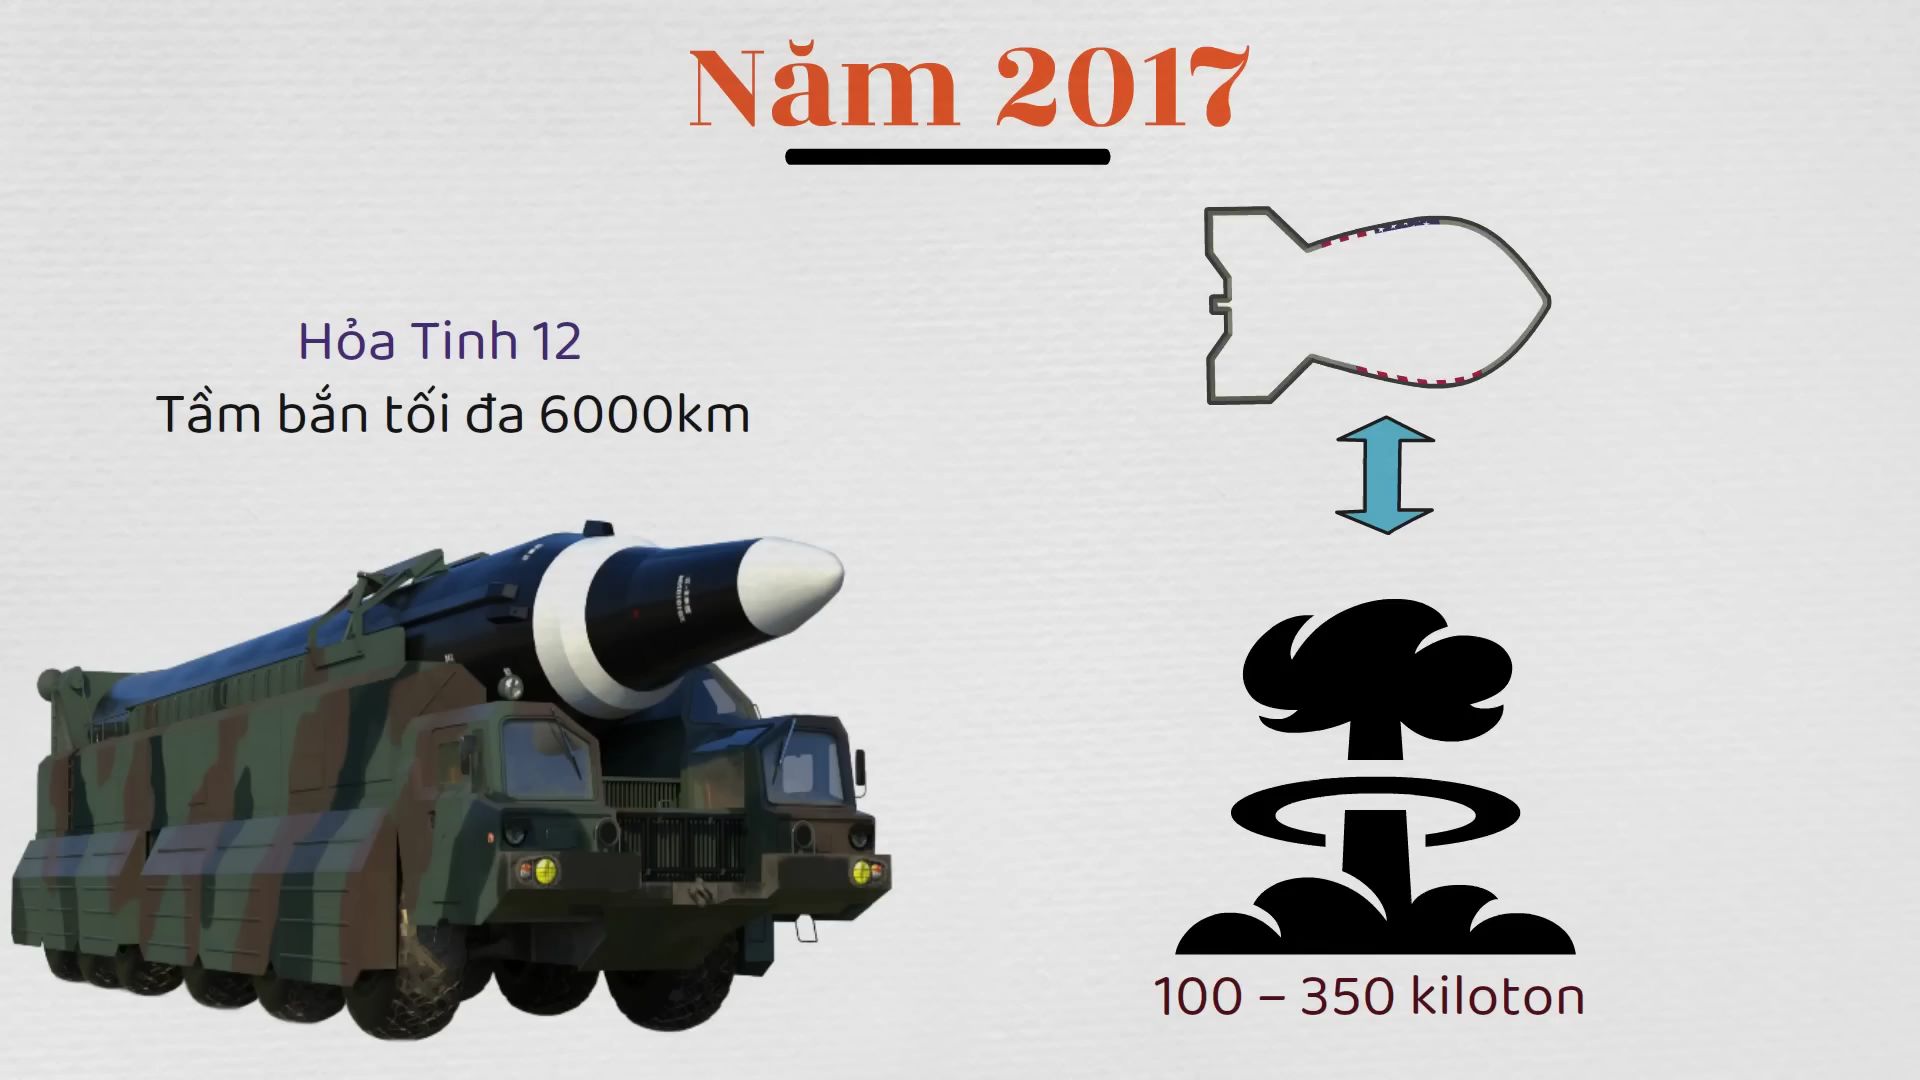 Năm 2017
Hỏa Tinh 12
Tầm bắn tối đa 6000km
100 – 350 kiloton